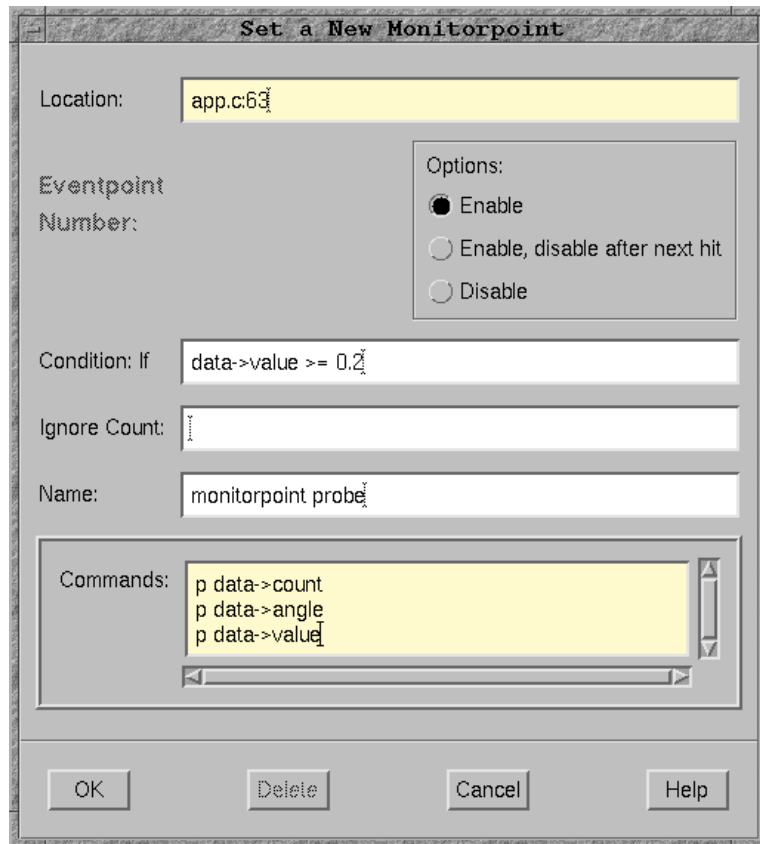 Set a New Monitorpoint
Location:
app.c:63
Eventpoint
Number:
Options:
Enable
Enable, disable after next hit
Disable
Condition: If
data->value >= 0.2
Ignore Count:
Name:
monitorpoint probe
Commands:
p data->count
p data->angle
p data->value
OK
Delete
Cancel
Help